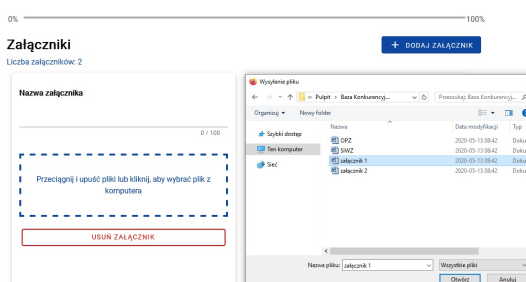 0% 100%
Załączniki
+ DODAJ ZAŁĄCZNIK
Liczba załączników: 2
Nazwa załącznika
0 / 100
Przeciągnij i upuść pliki lub kliknij, aby wybrać plik z
komputera
USUŃ ZAŁĄCZNIK
Wysyłanie pliku
« Pulpit › Baza Konkurencyj...
Przeszukaj: Baza Konkurencyj...
Organizuj Nowy folder
Nazwa Data modyfikacji Typ
Szybki dostęp
Ten komputer
Sieć
OPZ 2020-05-13 08:42 Doku
SIWZ 2020-05-13 08:42 Doku
załącznik 1 2020-05-13 08:42 Doku
załącznik 2 2020-05-13 08:42 Doku
Nazwa pliku: załącznik 1 Wszystkie pliki
Otwórz Anuluj